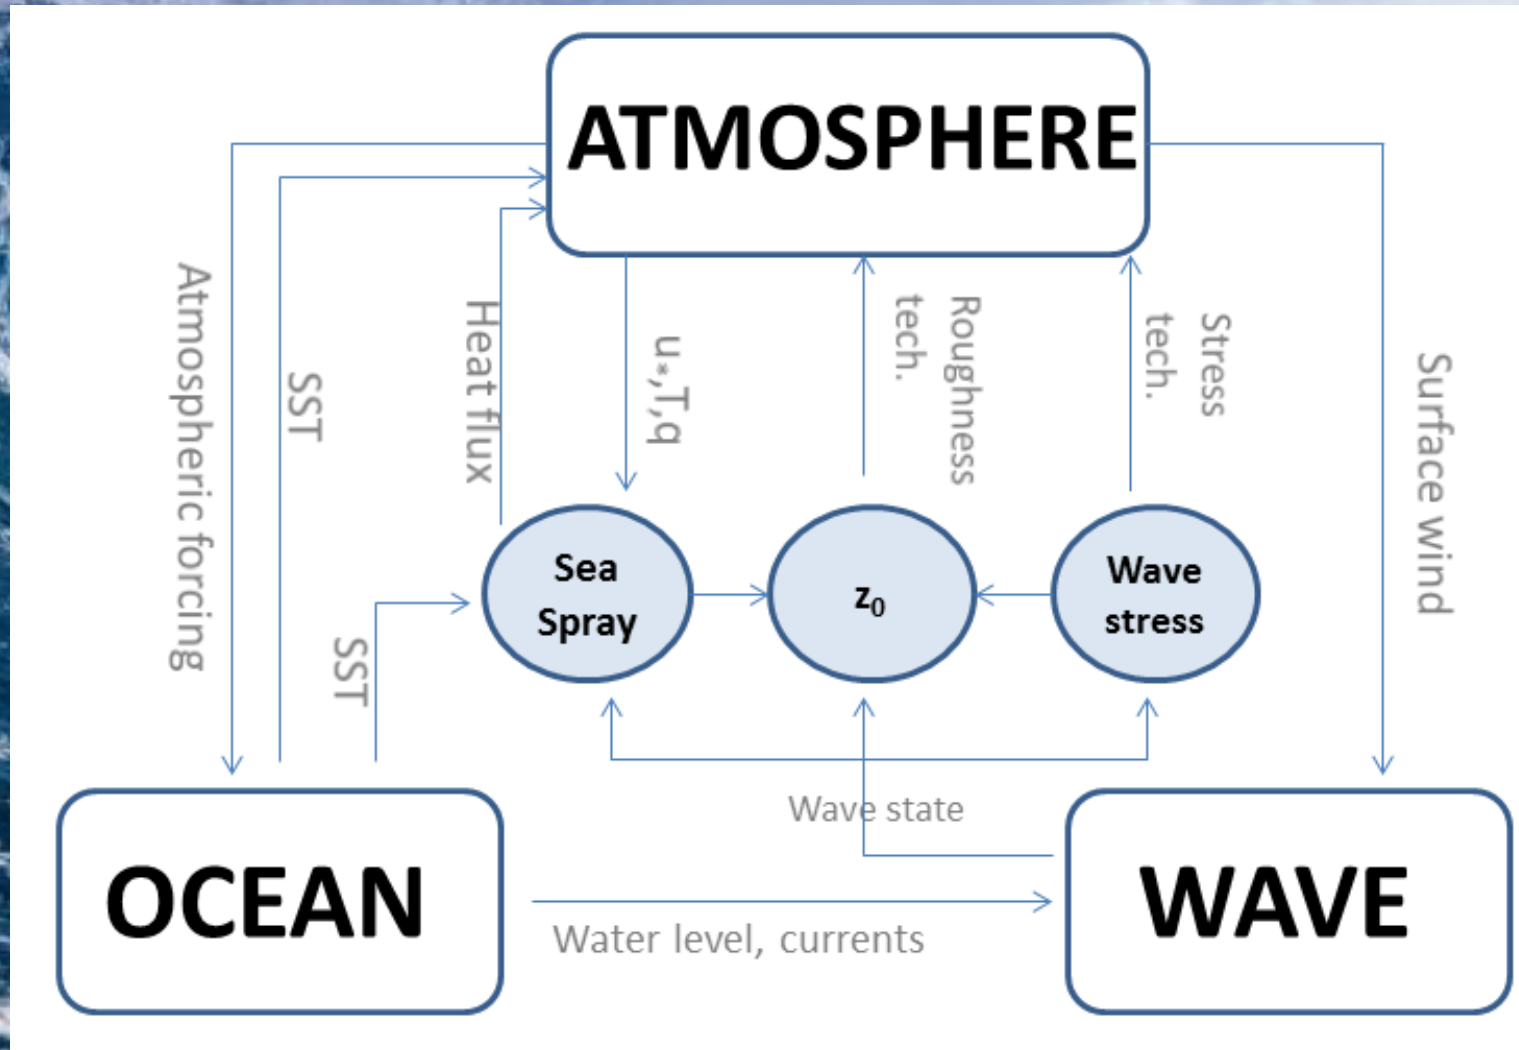 ATMOSPHERE
Atmospheric forcing
SST
Heat flux
u*,T,q
Roughness
tech.
Stress
tech.
Surface wind
Sea
Spray
z₀
Wave
stress
SST
Wave state
OCEAN
Water level, currents
WAVE